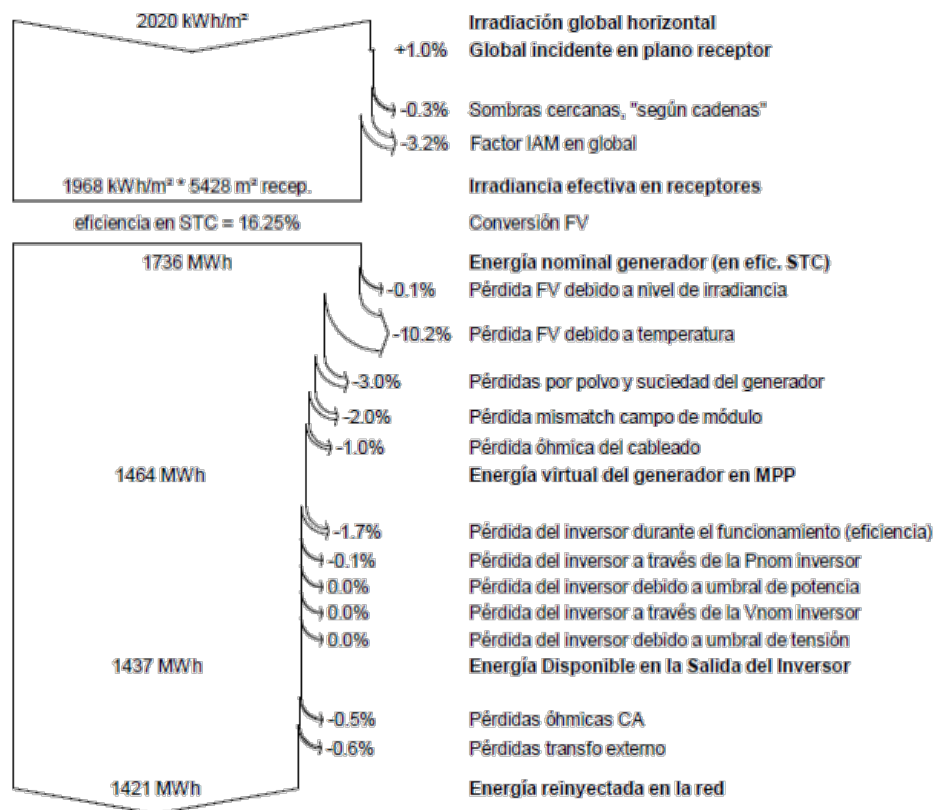 2020 kWh/m² Irradiación global horizontal
+1.0% Global incidente en plano receptor
-0.3% Sombras cercanas, "según cadenas"
-3.2% Factor IAM en global
1968 kWh/m² * 5428 m² recep. Irradiancia efectiva en receptores
eficiencia en STC = 16.25% Conversión FV
1736 MWh Energía nominal generador (en efic. STC)
-0.1% Pérdida FV debido a nivel de irradiancia
-10.2% Pérdida FV debido a temperatura
-3.0% Pérdidas por polvo y suciedad del generador
-2.0% Pérdida mismatch campo de módulo
-1.0% Pérdida óhmica del cableado
1464 MWh Energía virtual del generador en MPP
-1.7% Pérdida del inversor durante el funcionamiento (eficiencia)
-0.1% Pérdida del inversor a través de la Pnom inversor
0.0% Pérdida del inversor debido a umbral de potencia
0.0% Pérdida del inversor a través de la Vnom inversor
0.0% Pérdida del inversor debido a umbral de tensión
1437 MWh Energía Disponible en la Salida del Inversor
-0.5% Pérdidas óhmicas CA
-0.6% Pérdidas transfo externo
1421 MWh Energía reinyectada en la red